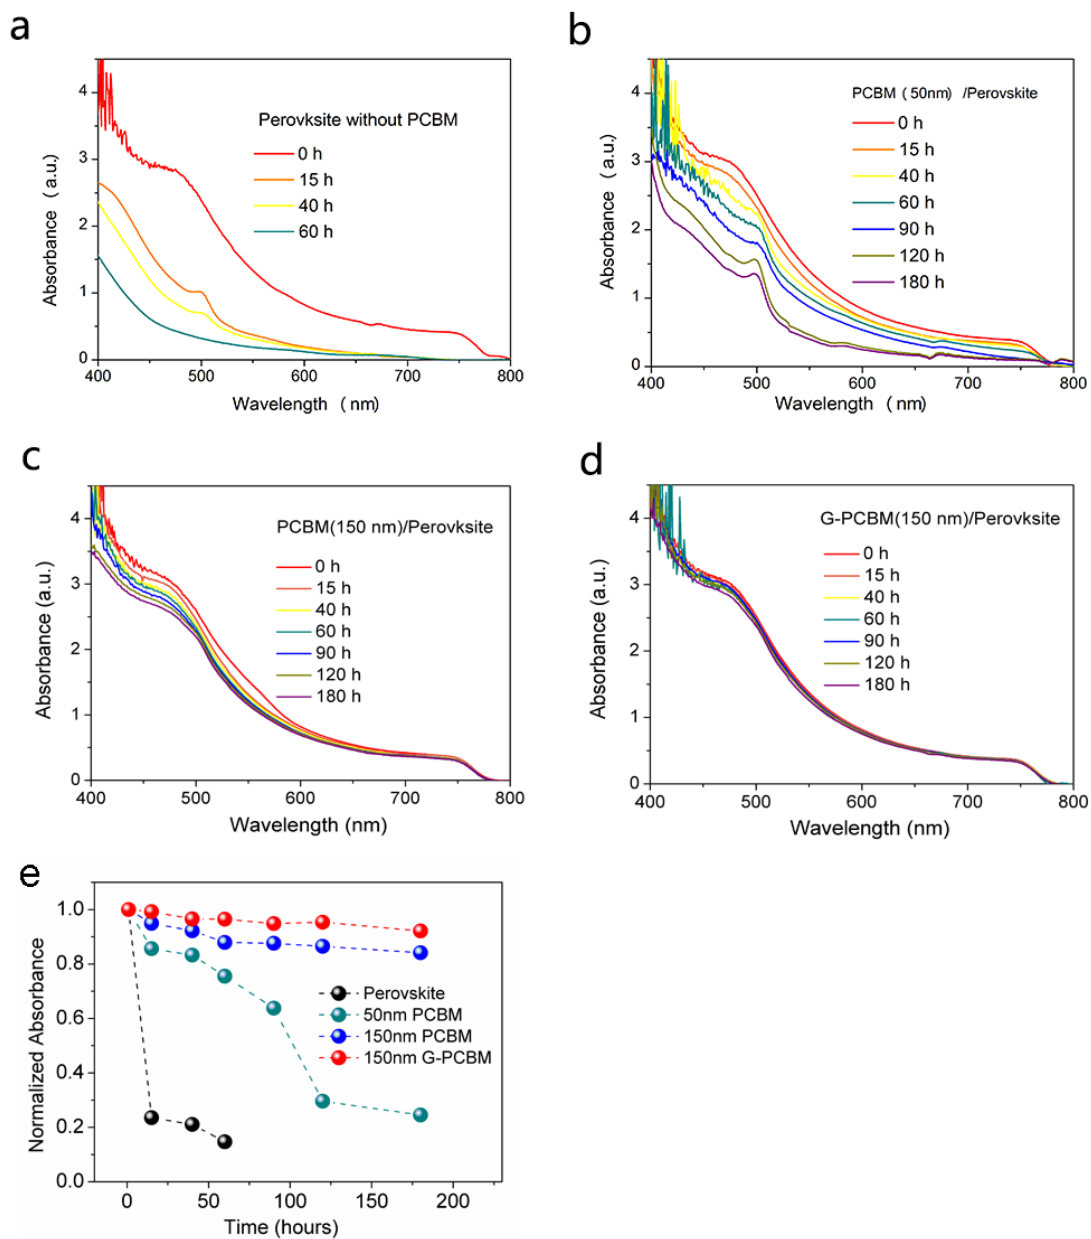 a
Absorbance (a.u.)
4
3
2
1
0
Perovksite without PCBM
0 h
15 h
40 h
60 h
400 500 600 700 800
Wavelength (nm)
b
Absorbance (a.u.)
4
3
2
1
0
PCBM (50nm) /Perovskite
0 h
15 h
40 h
60 h
90 h
120 h
180 h
400 500 600 700 800
Wavelength (nm)
c
Absorbance (a.u.)
4
3
2
1
0
PCBM(150 nm)/Perovksite
0 h
15 h
40 h
60 h
90 h
120 h
180 h
400 500 600 700 800
Wavelength (nm)
d
Absorbance (a.u.)
4
3
2
1
0
G-PCBM(150 nm)/Perovksite
0 h
15 h
40 h
60 h
90 h
120 h
180 h
400 500 600 700 800
Wavelength (nm)
e
Normalized Absorbance
1.0
0.8
0.6
0.4
0.2
0.0
Perovskite
50nm PCBM
150nm PCBM
150nm G-PCBM
0 50 100 150 200
Time (hours)